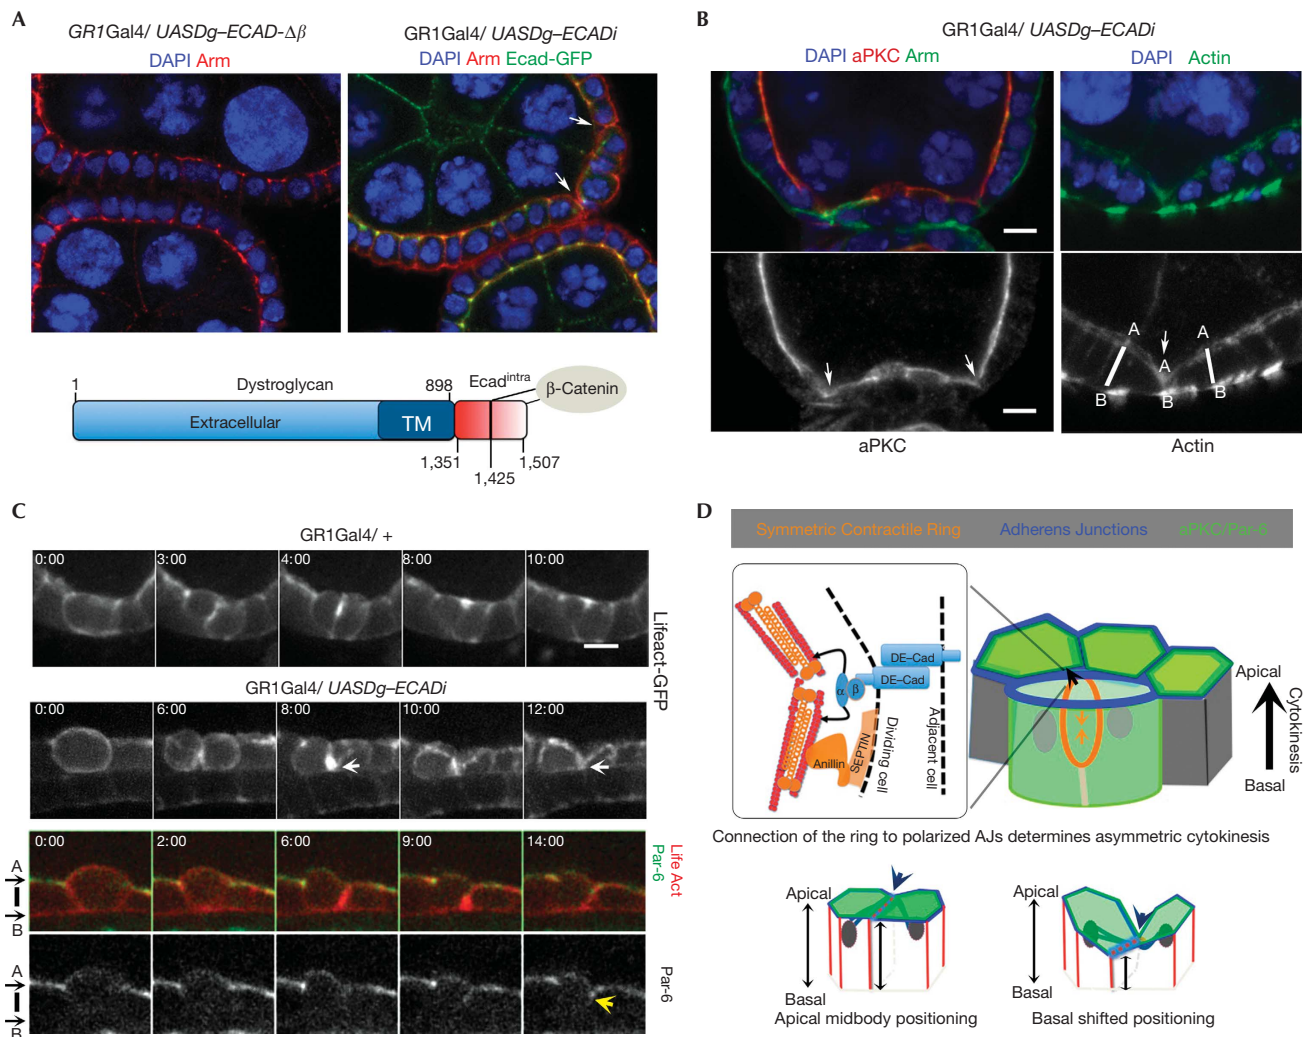 A
GR1Gal4/ UASDg–ECAD-Δβ
DAPI Arm
GR1Gal4/ UASDg–ECADi
DAPI Arm Ecad-GFP
1
Dystroglycan
898
Ecadintra
β-Catenin
Extracellular
TM
1,351
1,425
1,507
B
GR1Gal4/ UASDg–ECADi
DAPI aPKC Arm
DAPI Actin
A
A
A
B
B
B
aPKC
Actin
C
GR1Gal4/ +
0:00 3:00 4:00 8:00 10:00
GR1Gal4/ UASDg–ECADi
0:00 6:00 8:00 10:00 12:00
Lifeact-GFP
0:00 2:00 6:00 9:00 14:00
A
B
Life Act
Par-6
A
B
Par-6
D
Symmetric Contractile Ring Adherens Junctions aPKC/Par-6
DE–Cad
DE–Cad
α
β
Anillin
SEPTIN
Dividing cell
Adjacent cell
Apical
Basal
Cytokinesis
Connection of the ring to polarized AJs determines asymmetric cytokinesis
Apical
Basal
Apical midbody positioning
Apical
Basal
Basal shifted positioning